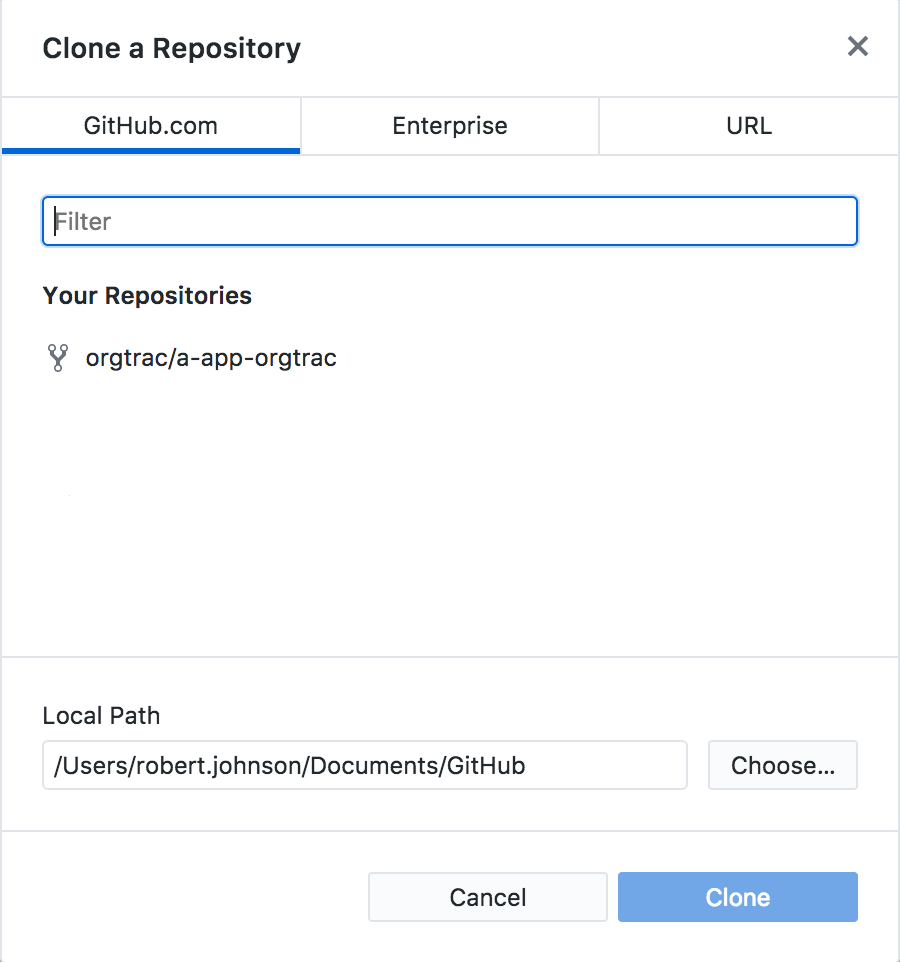 Clone a Repository
GitHub.com
Enterprise
URL
Filter
Your Repositories
orgtrac/a-app-orgtrac
Local Path
/Users/robert.johnson/Documents/GitHub
Choose...
Cancel
Clone